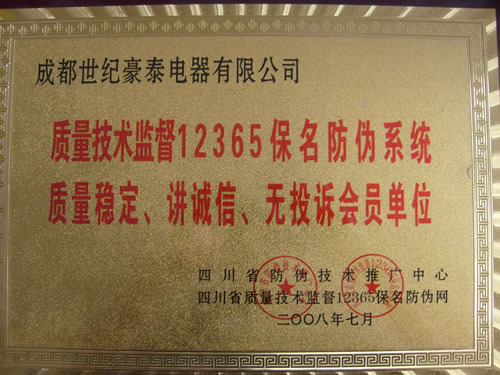 成都世纪豪泰电器有限公司
质量技术监督12365保名防伪系统
质量稳定、讲诚信、无投诉会员单位
四川省防伪技术推广中心
四川省质量技术监督12365保名防伪网
二〇〇八年七月